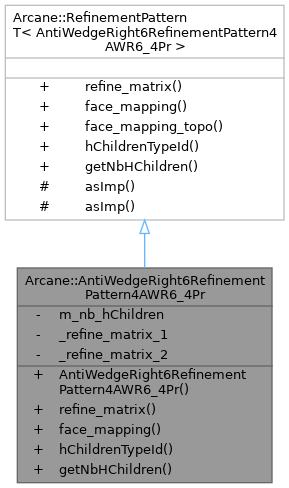 Arcane::RefinementPattern
T< AntiWedgeRight6RefinementPattern4
AWR6_4Pr >
+ refine_matrix()
+ face_mapping()
+ face_mapping_topo()
+ hChildrenTypeId()
+ getNbHChildren()
# asImp()
# asImp()
Arcane::AntiWedgeRight6Refinement
Pattern4AWR6_4Pr
- m_nb_hChildren
- _refine_matrix_1
- _refine_matrix_2
+ AntiWedgeRight6Refinement
Pattern4AWR6_4Pr()
+ refine_matrix()
+ face_mapping()
+ hChildrenTypeId()
+ getNbHChildren()